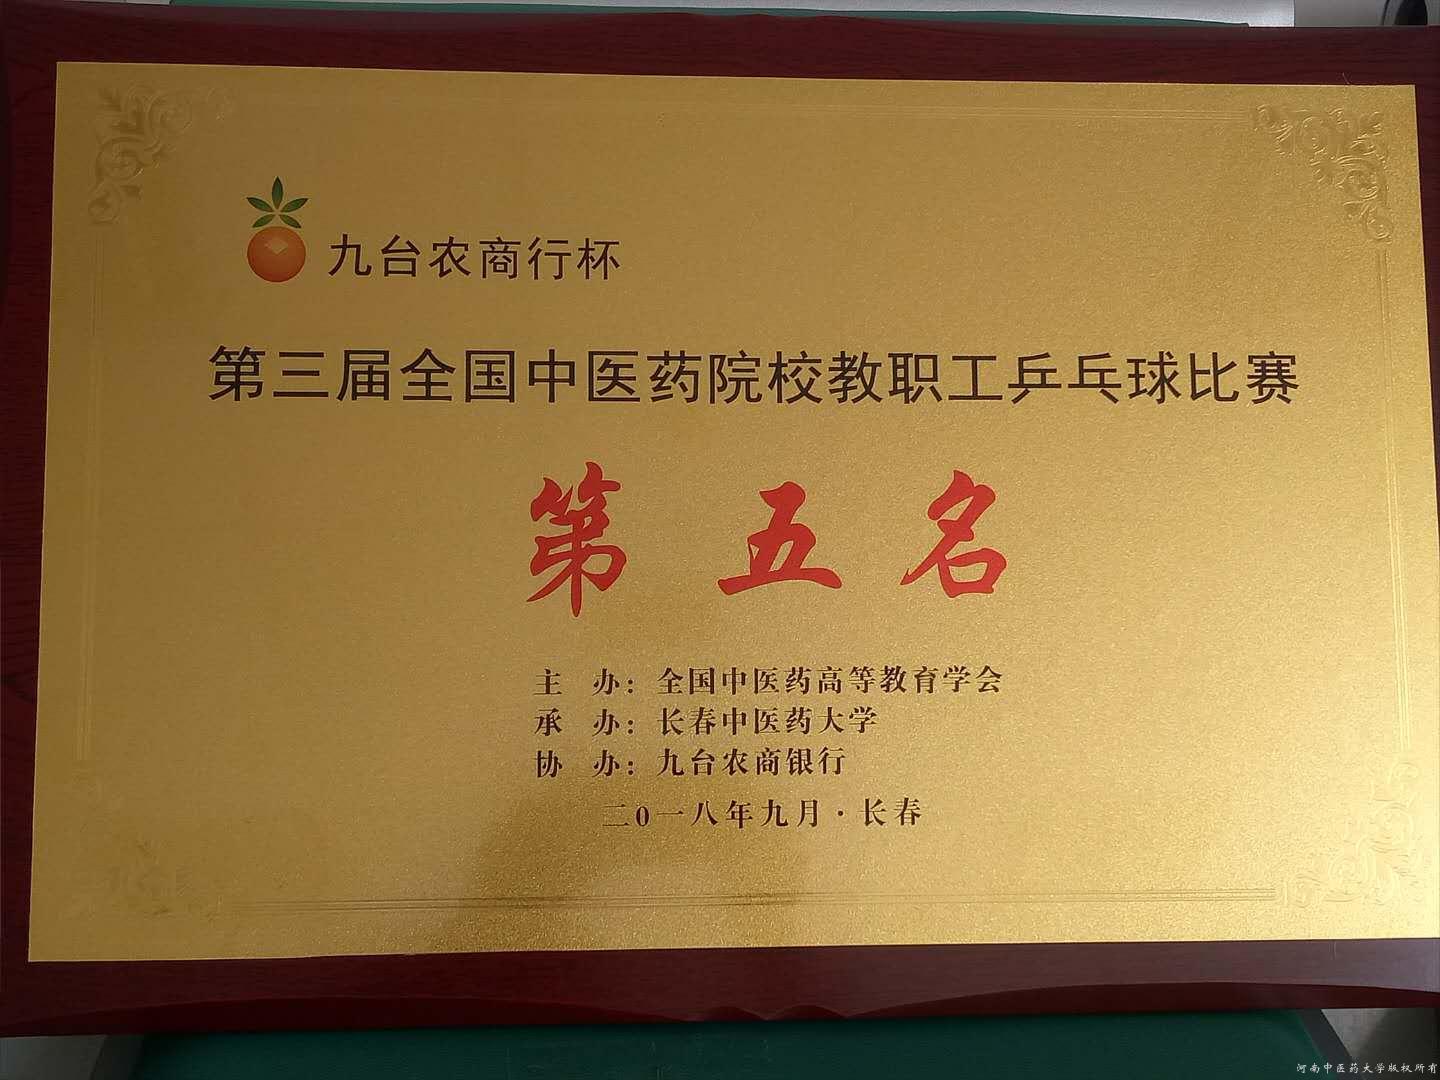 九台农商行杯
第三届全国中医药院校教职工乒乓球比赛
第五名
主 办：全国中医药高等教育学会
承 办：长春中医药大学
协 办：九台农商银行
二0一八年九月·长春
河南中医药大学版权所有